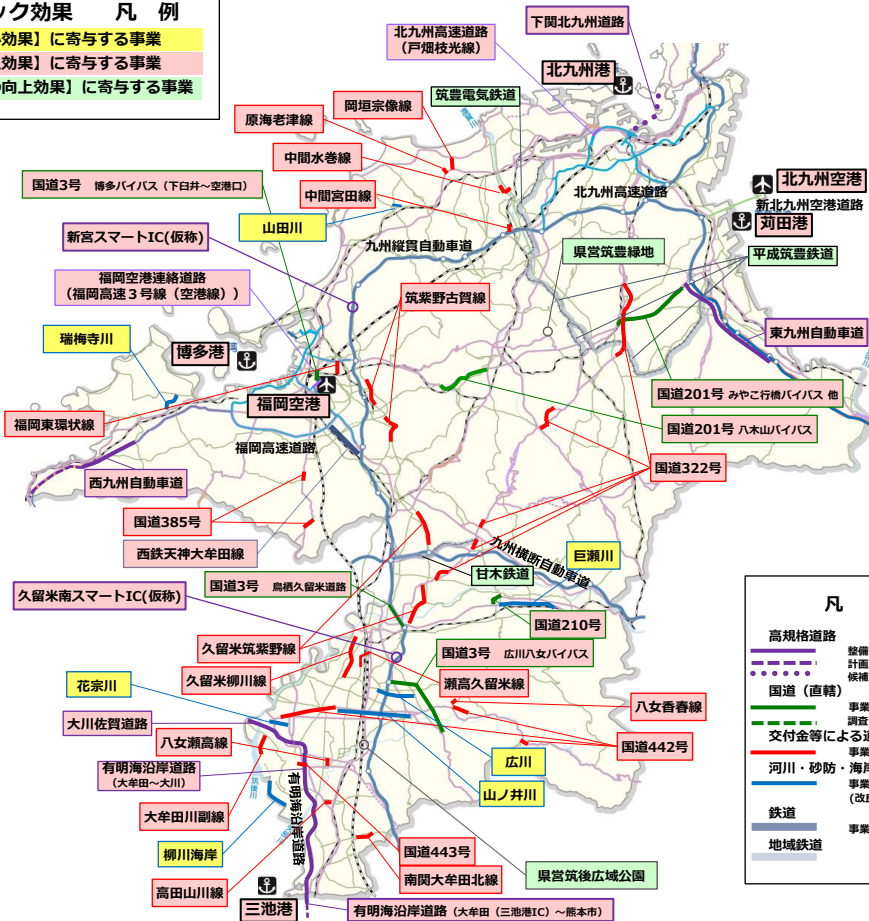 ック効果 凡 例
効果】に寄与する事業
効果】に寄与する事業
向上効果】に寄与する事業
北九州高速道路
(戸畑枝光線)
下関北九州道路
北九州港
筑豊電気鉄道
岡垣宗像線
原海老津線
中間水巻線
国道3号 博多バイパス(下臼井~空港口)
中間宮田線
北九州高速道路
北九州空港
新北九州空港道路
苅田港
山田川
新宮スマートIC(仮称)
九州縦貫自動車道
県営筑豊緑地
平成筑豊鉄道
福岡空港連絡道路
(福岡高速3号線(空港線))
筑紫野古賀線
瑞梅寺川
博多港
東九州自動車道
福岡空港
国道201号 みやこ行橋バイパス 他
福岡東環状線
国道201号 八木山バイパス
福岡高速道路
国道322号
西九州自動車道
国道385号
西鉄天神大牟田線
九州横断自動車道
巨瀬川
甘木鉄道
国道3号 鳥栖久留米道路
久留米南スマートIC(仮称)
国道210号
久留米筑紫野線
国道3号 広川八女バイパス
久留米柳川線
瀬高久留米線
花宗川
八女香春線
大川佐賀道路
八女瀬高線
国道442号
広川
有明海沿岸道路
(大牟田~大川)
山ノ井川
大牟田川副線
有明海沿岸道路
筑後川
柳川海岸
国道443号
高田山川線
南関大牟田北線
県営筑後広域公園
三池港
有明海沿岸道路(大牟田(三池港IC)~熊本市)
凡
高規格道路
整備
計画
候補
国道(直轄)
事業
調査
交付金等による道
事業
河川・砂防・海岸
事業
(改良
鉄道
事業
地域鉄道